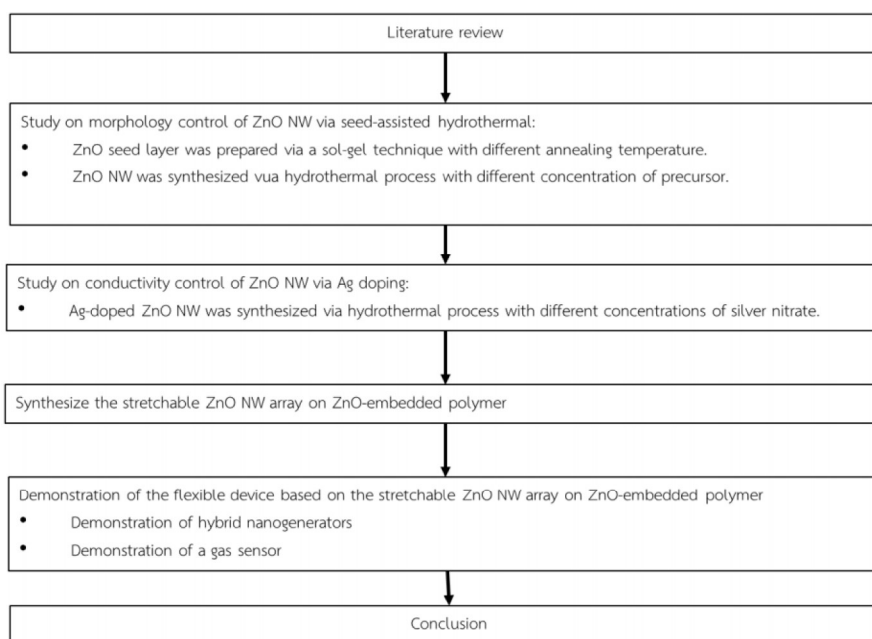 Literature review
Study on morphology control of ZnO NW via seed-assisted hydrothermal:
• ZnO seed layer was prepared via a sol-gel technique with different annealing temperature.
• ZnO NW was synthesized vua hydrothermal process with different concentration of precursor.
Study on conductivity control of ZnO NW via Ag doping:
• Ag-doped ZnO NW was synthesized via hydrothermal process with different concentrations of silver nitrate.
Synthesize the stretchable ZnO NW array on ZnO-embedded polymer
Demonstration of the flexible device based on the stretchable ZnO NW array on ZnO-embedded polymer
• Demonstration of hybrid nanogenerators
• Demonstration of a gas sensor
Conclusion